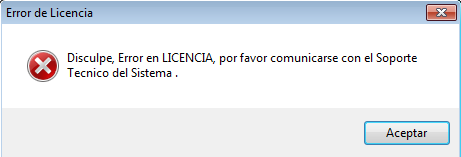 Error de Licencia
Disculpe, Error en LICENCIA, por favor comunicarse con el Soporte
Tecnico del Sistema .
Aceptar